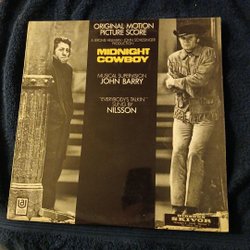 ORIGINAL MOTION
PICTURE SCORE
A JEROME HELLMAN-JOHN SCHLESINGER
PRODUCTION
MIDNIGHT
COWBOY
MUSICAL SUPERVISION
JOHN BARRY
"EVERYBODY'S TALKIN'"
SUNG BY
NILSSON
SKIVOR